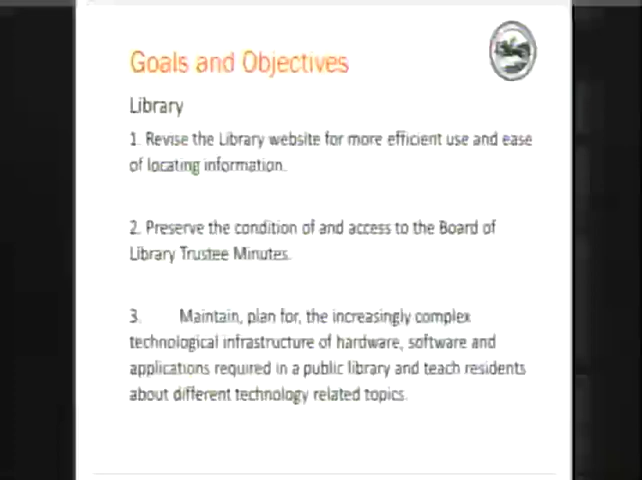 Goals and Objectives
Library
1. Revise the Library website for more efficient use and ease
of locating information.
2. Preserve the condition of and access to the Board of
Library Trustee Minutes.
3. Maintain, plan for, the increasingly complex
technological infrastructure of hardware, software and
applications required in a public library and teach residents
about different technology related topics.